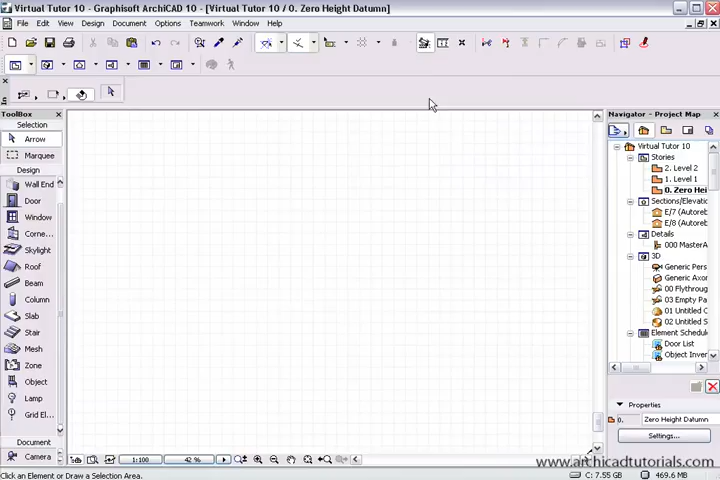 Virtual Tutor 10 - Graphisoft ArchiCAD 10 - [Virtual Tutor 10 / 0. Zero Height Datumn]
File Edit View Design Document Options Teamwork Window Help
ToolBox
Selection
Arrow
Marquee
Design
Wall End
Door
Window
Corne...
Skylight
Roof
Beam
Column
Slab
Stair
Mesh
Zone
Object
Lamp
Grid El...
Document
Camera
Navigator - Project Map
Virtual Tutor 10
Stories
2. Level 2
1. Level 1
0. Zero Hei
Sections/Elevatio
E/7 (Autoreb
E/8 (Autoreb
Details
000 MasterA
3D
Generic Pers
Generic Axon
00 Flythroug
03 Empty Pa
01 Untitled C
02 Untitled S
Element Schedule
Door List
Object Inver
Properties
0. Zero Height Datumn
Settings...
1:100 42 %
www.archicadtutorials.com
Click an Element or Draw a Selection Area.
C: 7.55 GB 469.6 MB